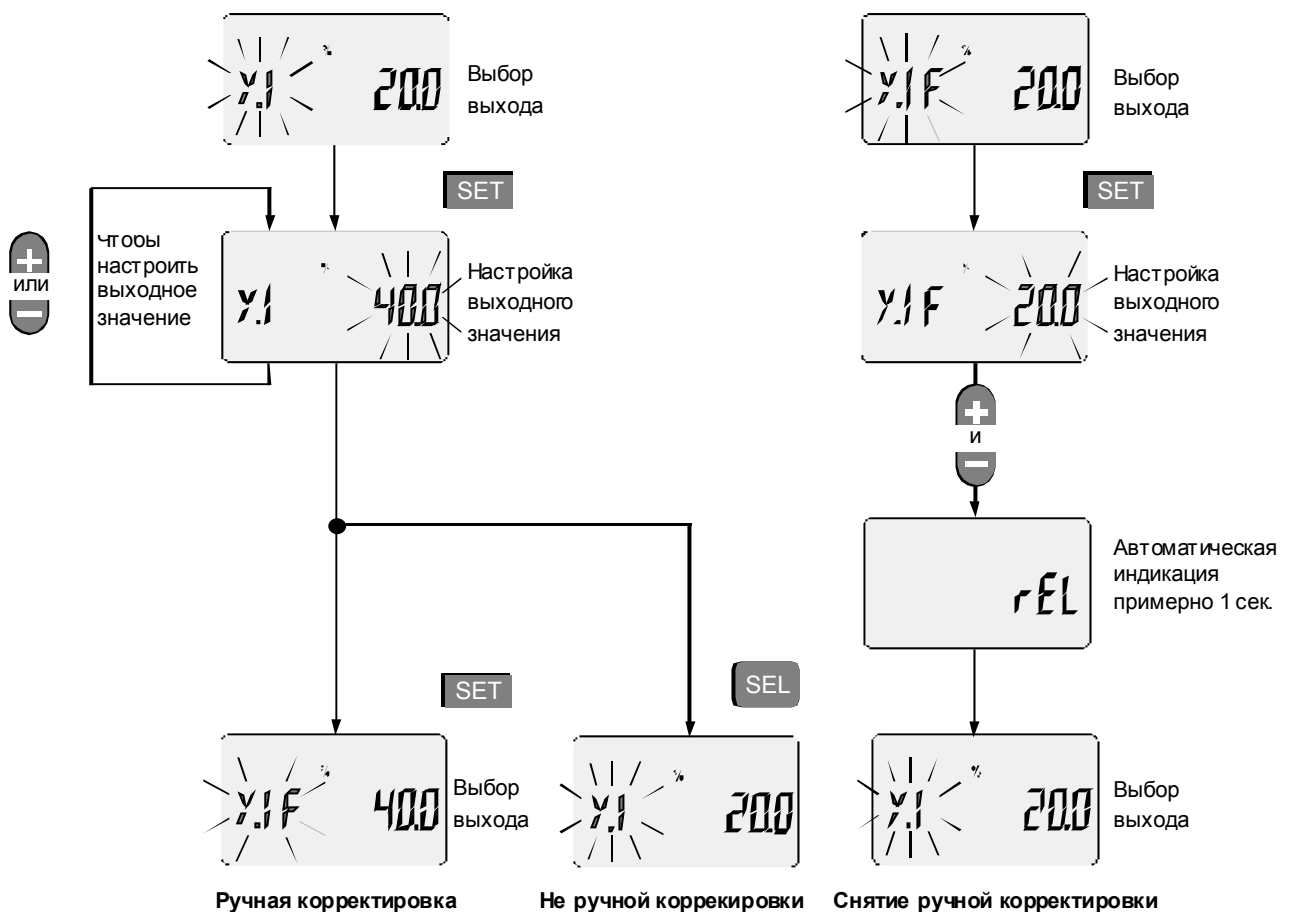 Y.1 % 20.0
Выбор
выхода
SET
+
или
−
чтобы
настроить
выходное
значение
Y.1 % 40.0
Настройка
выходного
значения
SET
Y.1F % 40.0
Выбор
выхода
Ручная корректировка
SEL
Y.1 % 20.0
Не ручной коррекировки
Y.1F % 20.0
Выбор
выхода
SET
Y.1F % 20.0
Настройка
выходного
значения
+
и
−
rEL
Автоматическая
индикация
примерно 1 сек.
Y.1 % 20.0
Выбор
выхода
Снятие ручной корректировки